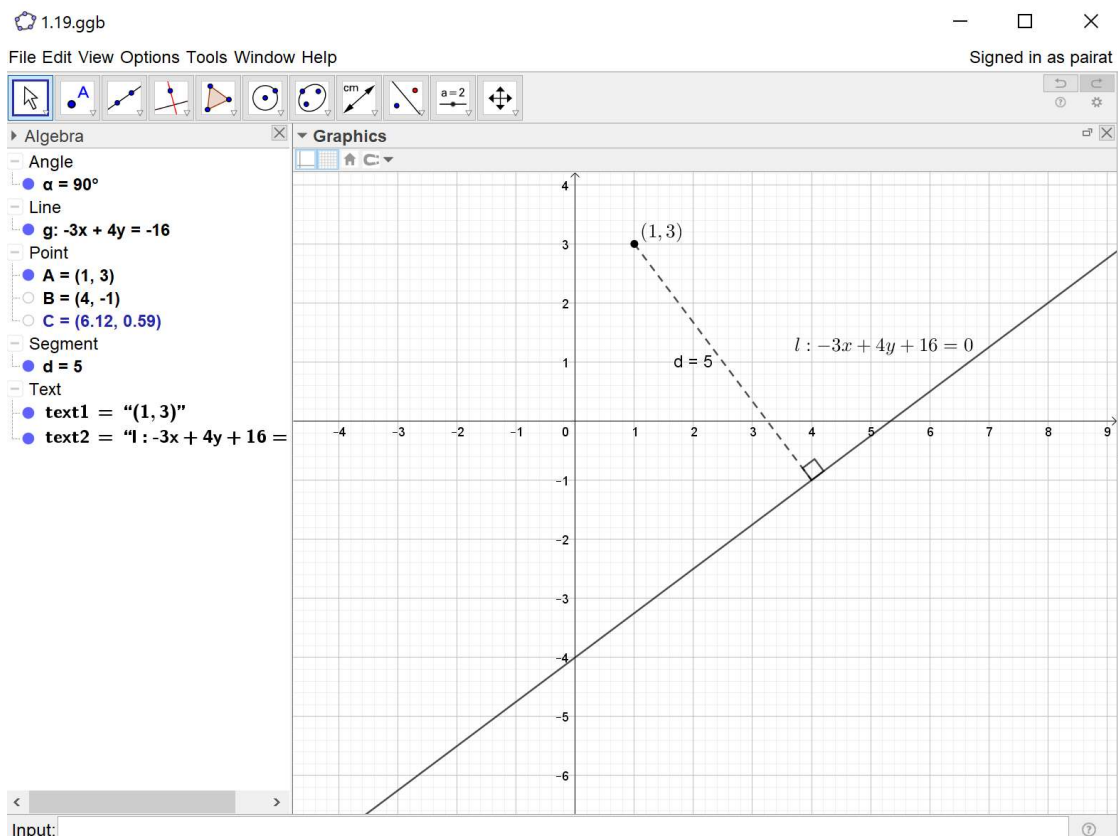 1.19.ggb
File Edit View Options Tools Window Help
Signed in as pairat
A
cm
a=2
Algebra
Graphics
Angle
α = 90°
Line
g: -3x + 4y = -16
Point
A = (1, 3)
B = (4, -1)
C = (6.12, 0.59)
Segment
d = 5
Text
text1 = “(1, 3)”
text2 = “l : -3x + 4y + 16 =
4
(1, 3)
3
2
l : −3x + 4y + 16 = 0
1
d = 5
-4 -3 -2 -1 0 1 2 3 4 5 6 7 8 9
-1
-2
-3
-4
-5
-6
Input: